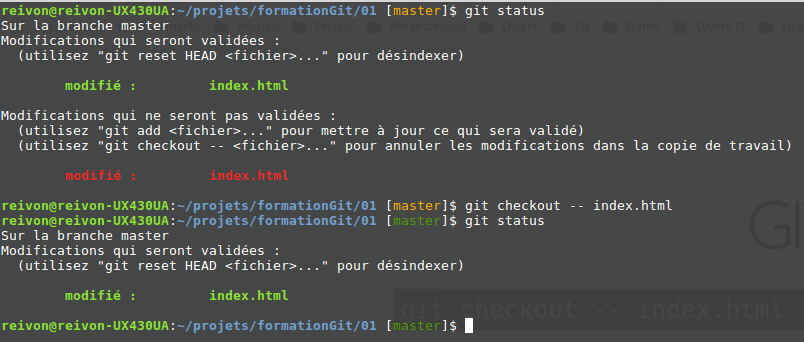 reivon@reivon-UX430UA:~/projets/formationGit/01 [master]$ git status
Sur la branche master
Modifications qui seront validées :
(utilisez "git reset HEAD <fichier>..." pour désindexer)
modifié : index.html
Modifications qui ne seront pas validées :
(utilisez "git add <fichier>..." pour mettre à jour ce qui sera validé)
(utilisez "git checkout -- <fichier>..." pour annuler les modifications dans la copie de travail)
modifié : index.html
reivon@reivon-UX430UA:~/projets/formationGit/01 [master]$ git checkout -- index.html
reivon@reivon-UX430UA:~/projets/formationGit/01 [master]$ git status
Sur la branche master
Modifications qui seront validées :
(utilisez "git reset HEAD <fichier>..." pour désindexer)
modifié : index.html
git checkout -- index.html
reivon@reivon-UX430UA:~/projets/formationGit/01 [master]$